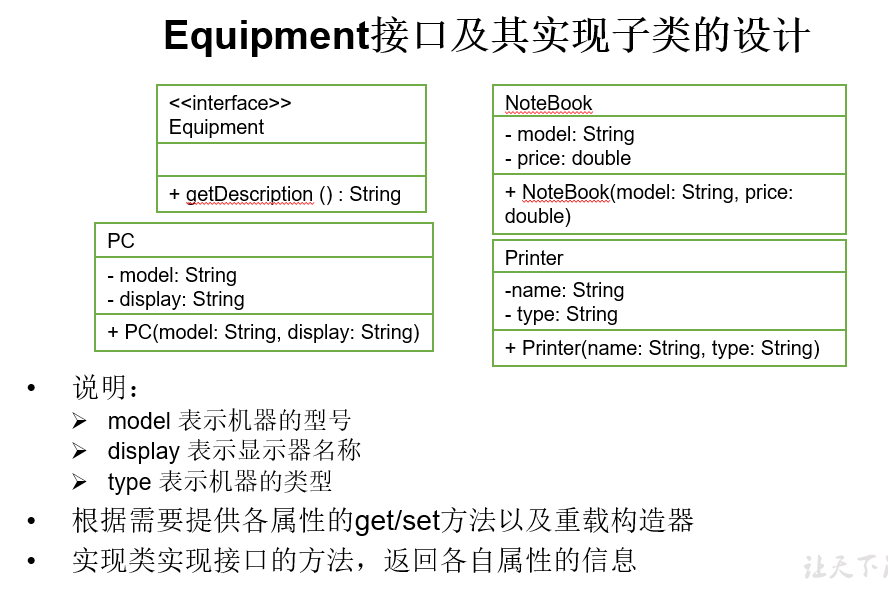 Equipment接口及其实现子类的设计
<<interface>>
Equipment
+ getDescription () : String
PC
- model: String
- display: String
+ PC(model: String, display: String)
NoteBook
- model: String
- price: double
+ NoteBook(model: String, price:
double)
Printer
-name: String
- type: String
+ Printer(name: String, type: String)
• 说明：
➢ model 表示机器的型号
➢ display 表示显示器名称
➢ type 表示机器的类型
• 根据需要提供各属性的get/set方法以及重载构造器
• 实现类实现接口的方法，返回各自属性的信息
让天下